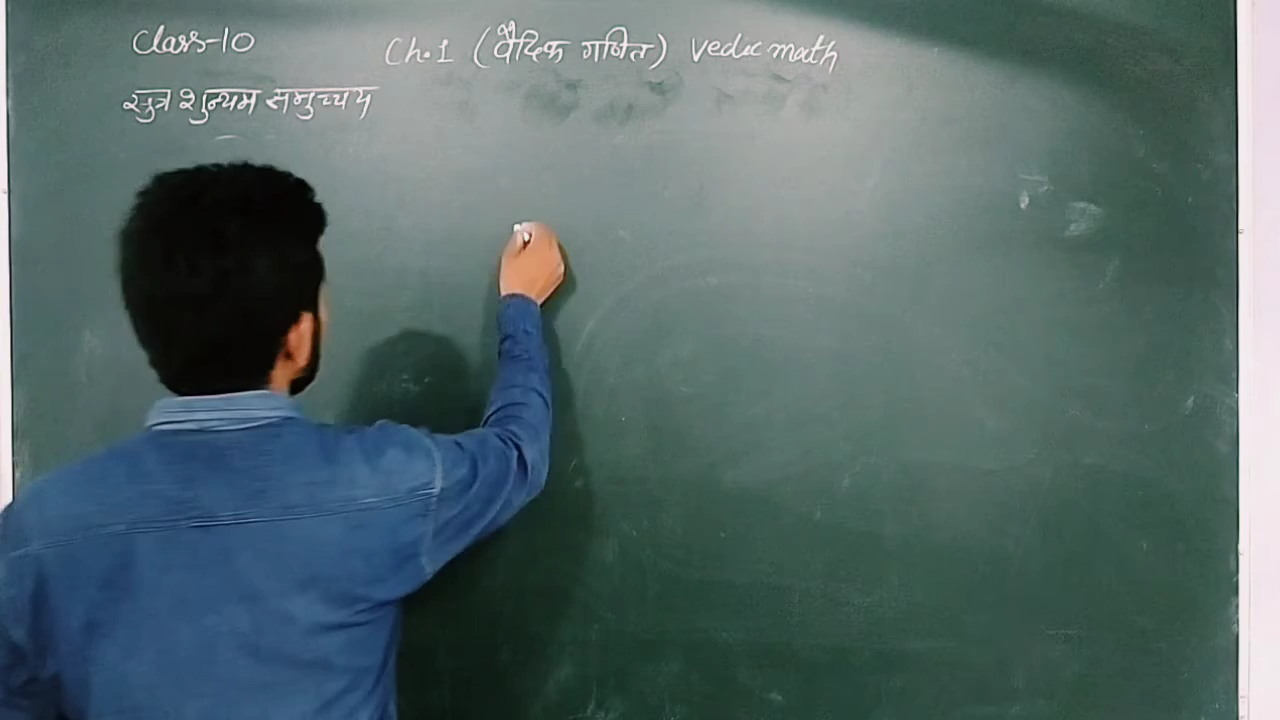 Class-10
Ch.1 (वैदिक गणित) vedic math
सुत्र शुन्यम समुच्चय